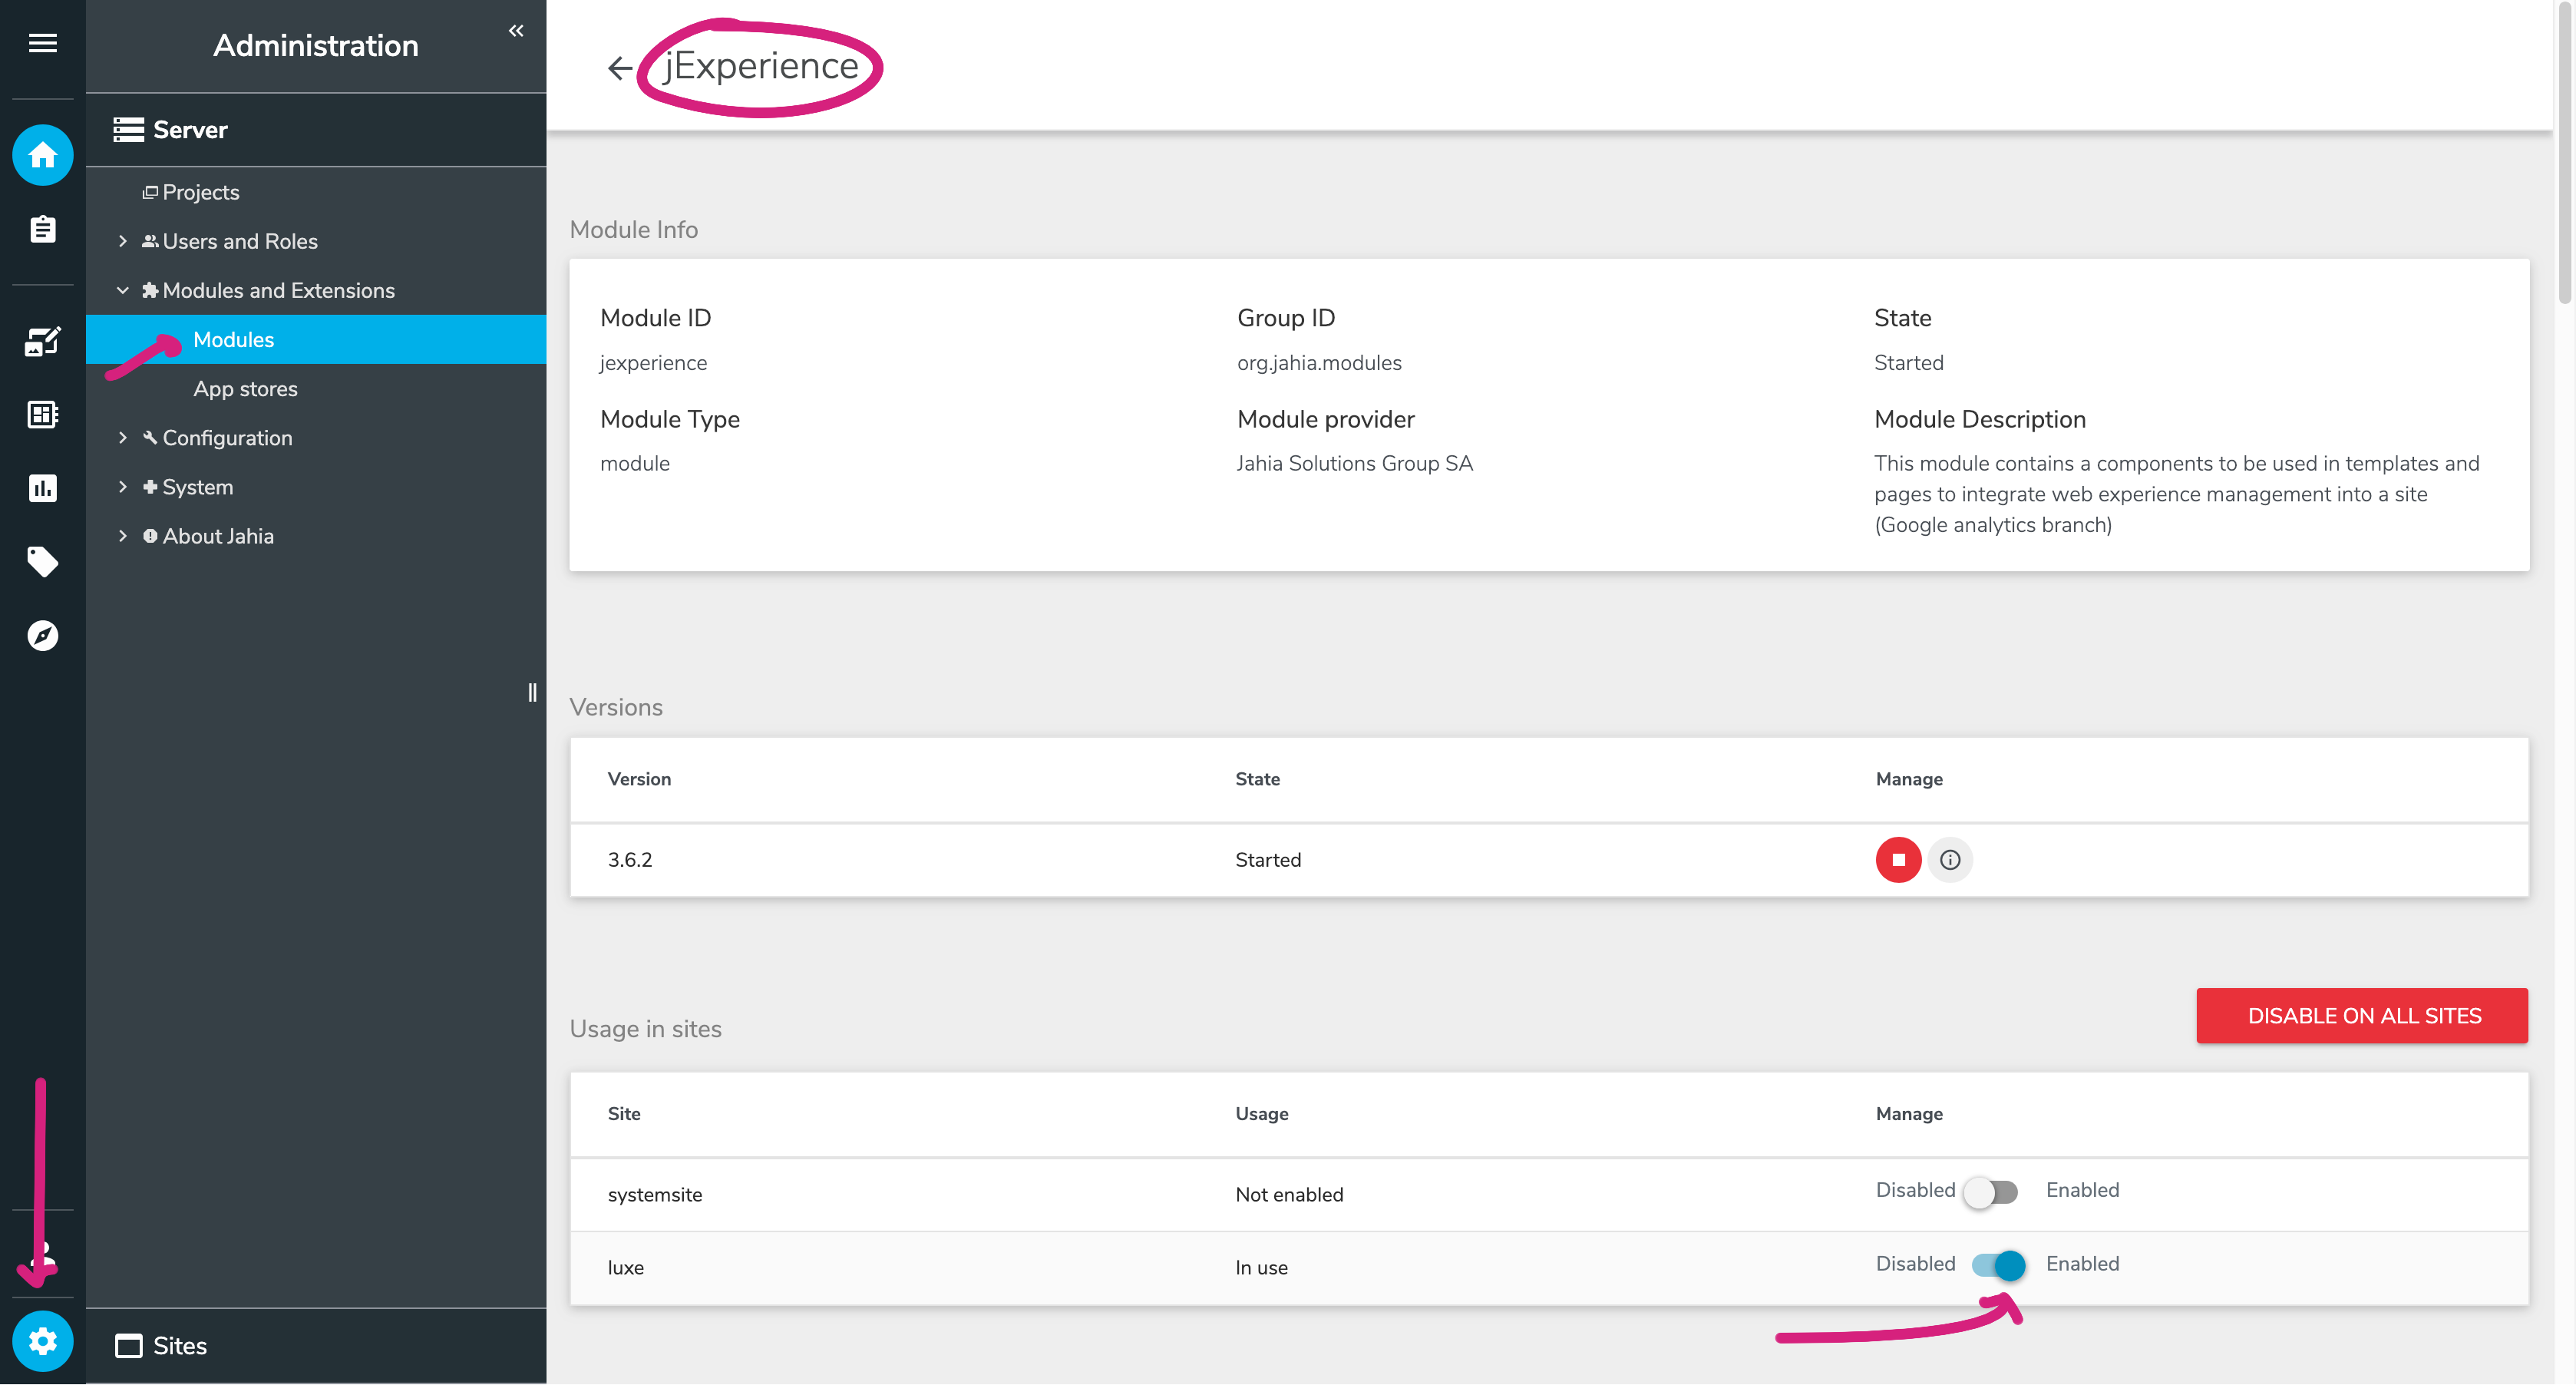 Administration
Server
Projects
Users and Roles
Modules and Extensions
Modules
App stores
Configuration
System
About Jahia
Sites
jExperience
Module Info
Module ID
jexperience
Group ID
org.jahia.modules
State
Started
Module Type
module
Module provider
Jahia Solutions Group SA
Module Description
This module contains a components to be used in templates and
pages to integrate web experience management into a site
(Google analytics branch)
Versions
Version State Manage
3.6.2 Started
Usage in sites
DISABLE ON ALL SITES
Site Usage Manage
systemsite Not enabled Disabled Enabled
luxe In use Disabled Enabled